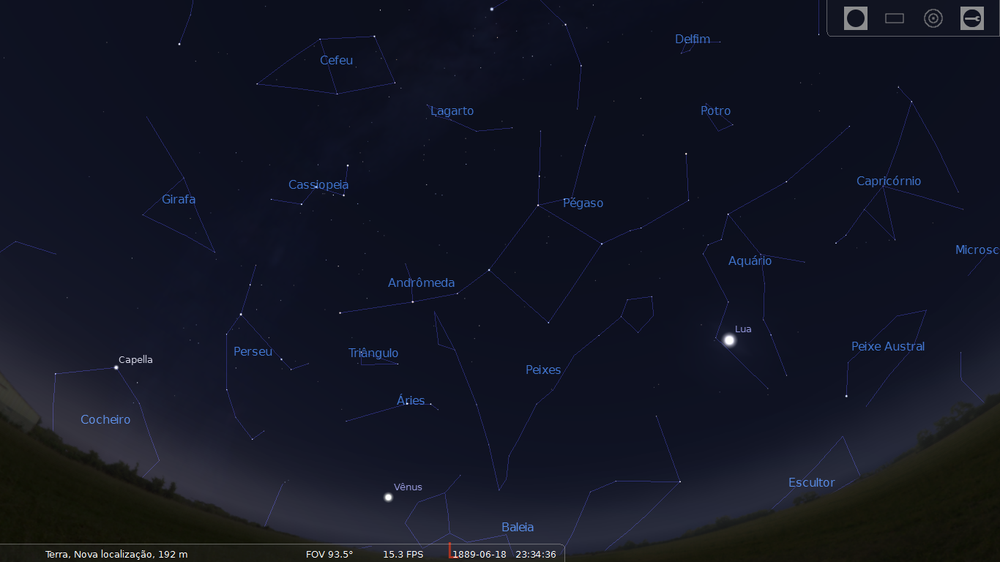 Delfim
Cefeu
Lagarto
Potro
Cassiopeia
Capricórnio
Girafa
Pégaso
Microsc
Aquário
Andrômeda
Lua
Perseu
Triângulo
Peixe Austral
Capella
Peixes
Áries
Cocheiro
Vênus
Escultor
Baleia
Terra, Nova localização, 192 m FOV 93.5° 15.3 FPS 1889-06-18 23:34:36